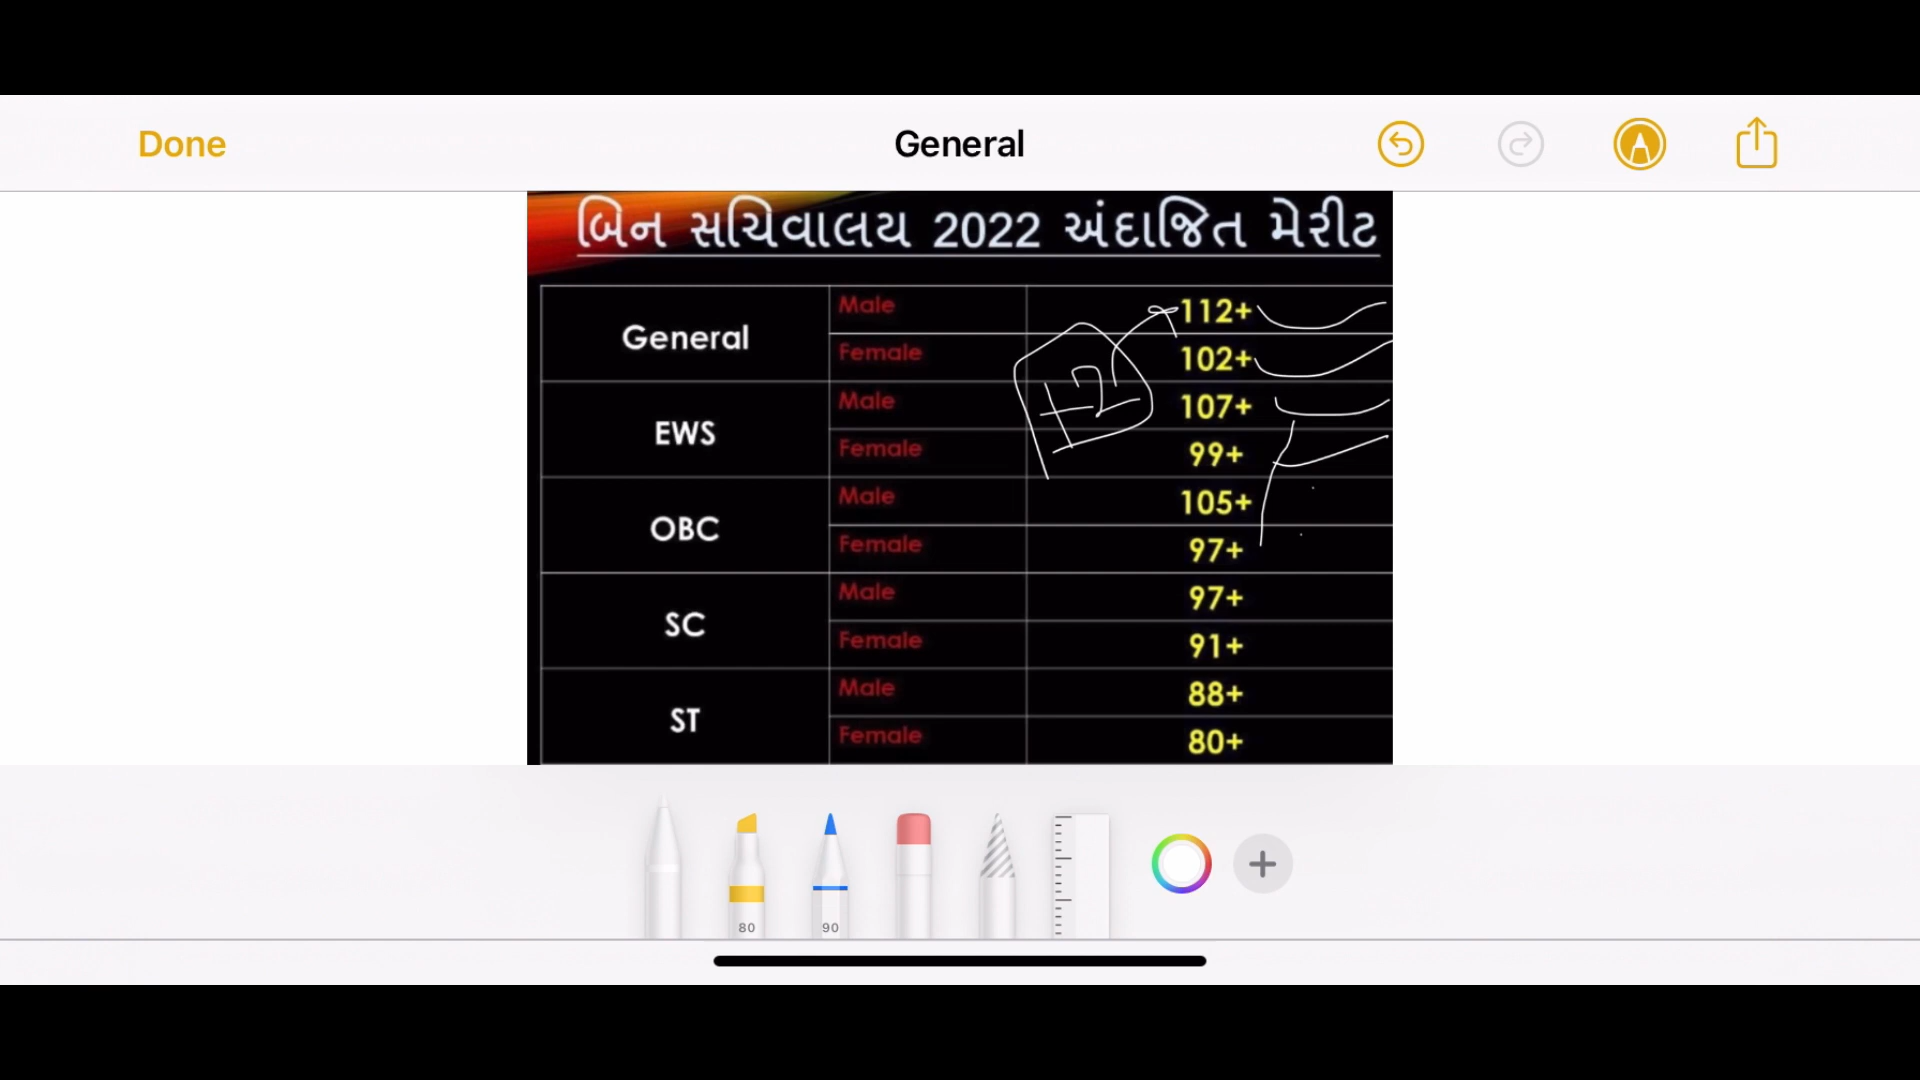 Done General
બિન સચિવાલય 2022 અંદાજિત મેરીટ
General Male 112+
Female 102+
EWS Male 107+
Female 99+
OBC Male 105+
Female 97+
SC Male 97+
Female 91+
ST Male 88+
Female 80+
±2
80 90